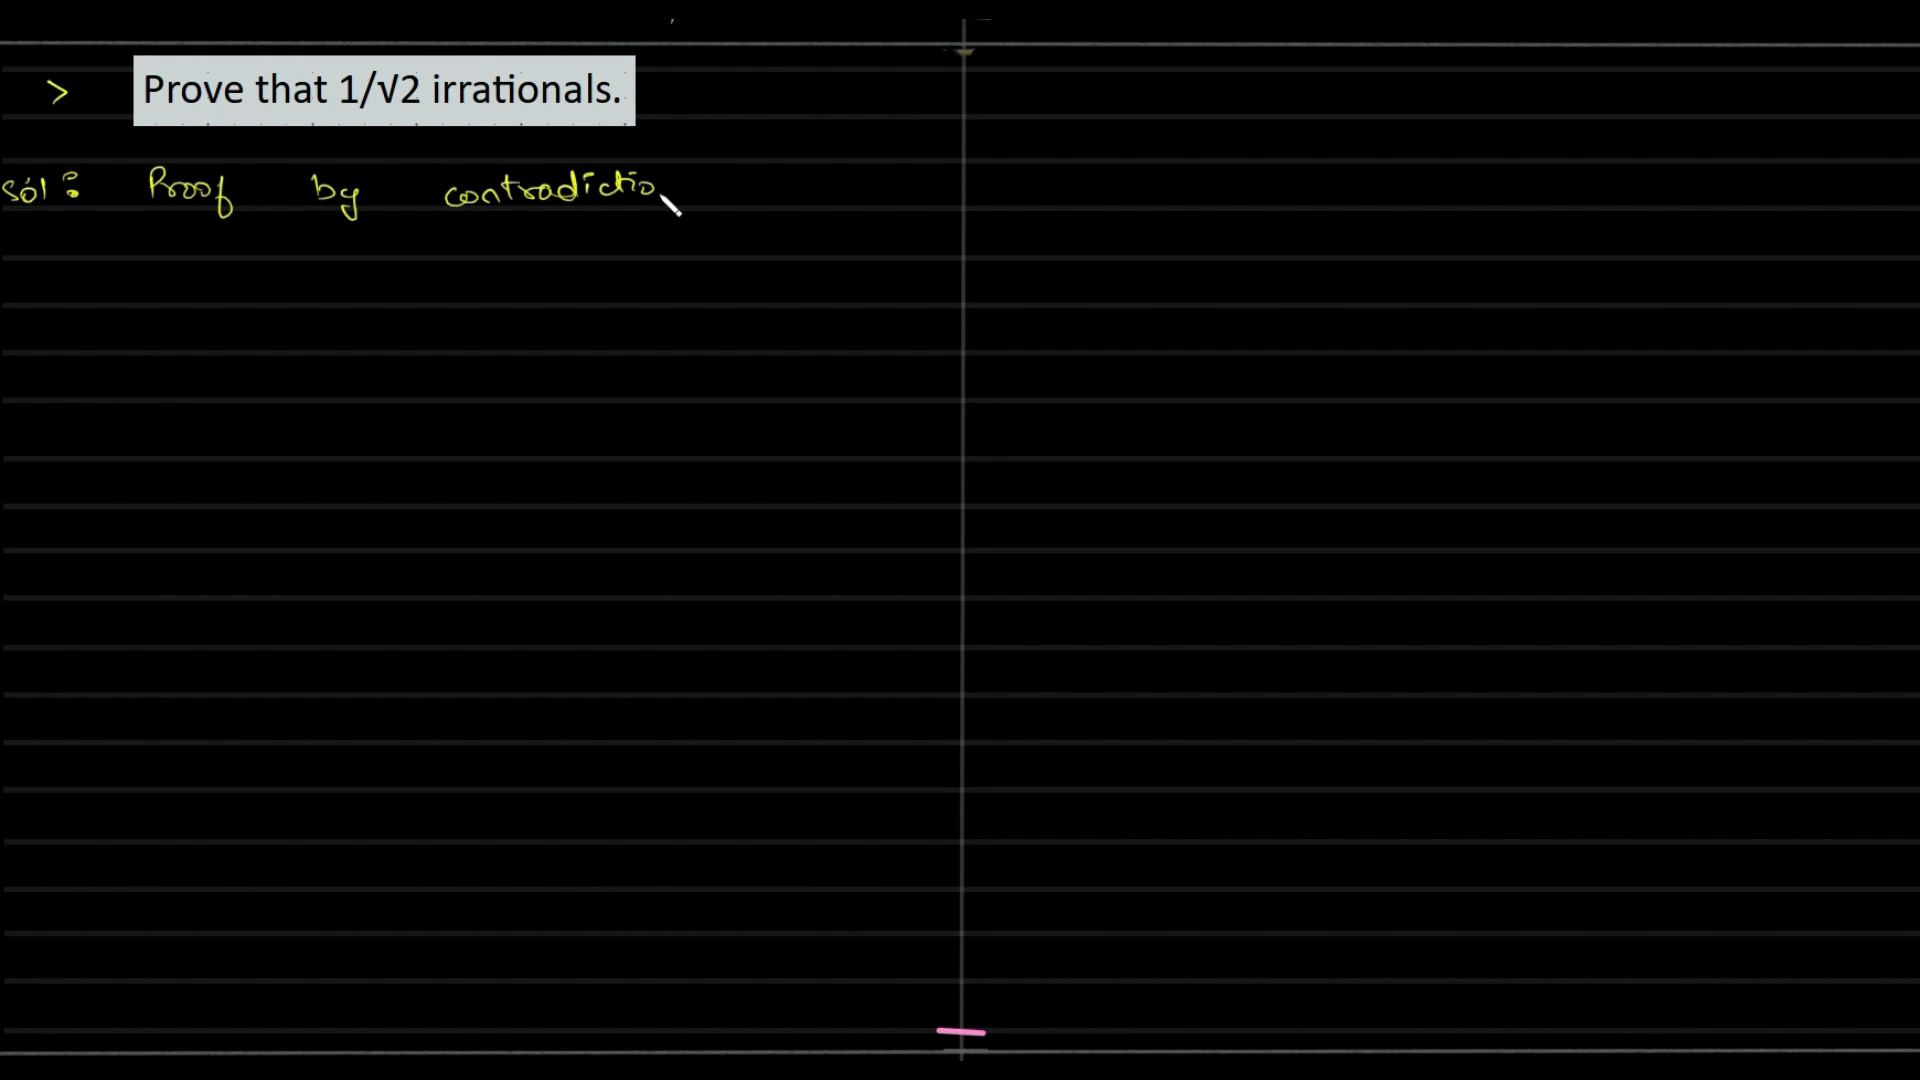 > Prove that 1/√2 irrationals.
Sol: Proof by contradictio